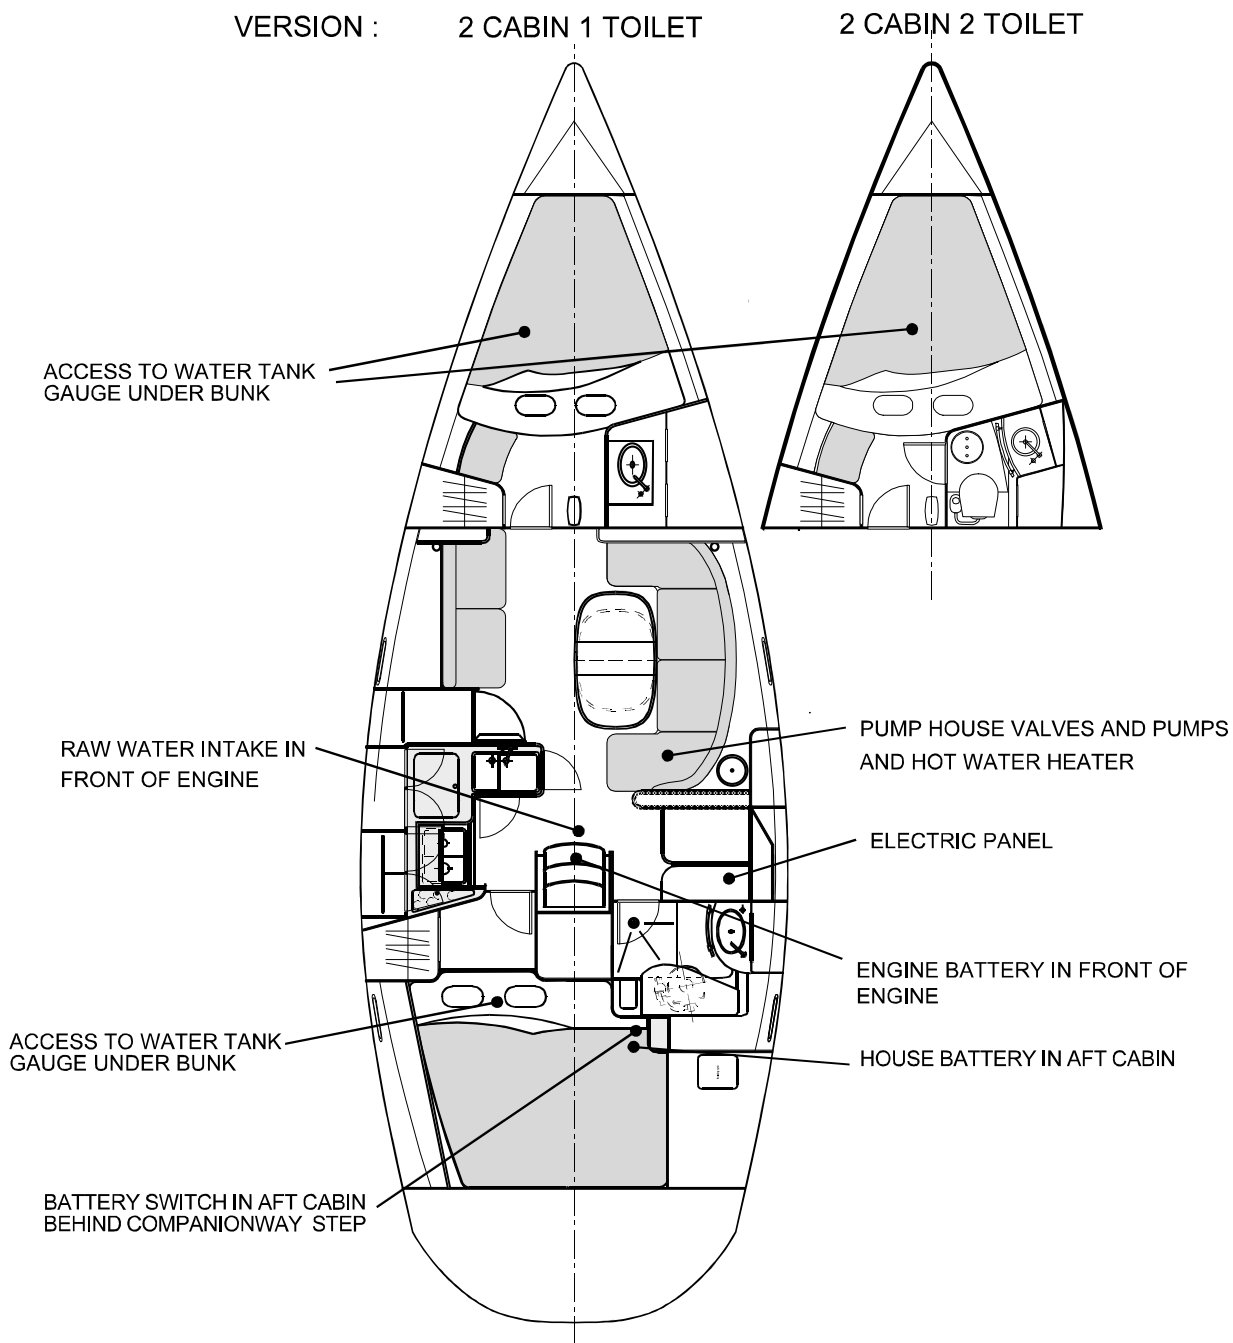 VERSION : 2 CABIN 1 TOILET 2 CABIN 2 TOILET
ACCESS TO WATER TANK
GAUGE UNDER BUNK
PUMP HOUSE VALVES AND PUMPS
AND HOT WATER HEATER
RAW WATER INTAKE IN
FRONT OF ENGINE
ELECTRIC PANEL
ENGINE BATTERY IN FRONT OF
ENGINE
ACCESS TO WATER TANK
GAUGE UNDER BUNK
HOUSE BATTERY IN AFT CABIN
BATTERY SWITCH IN AFT CABIN
BEHIND COMPANIONWAY STEP